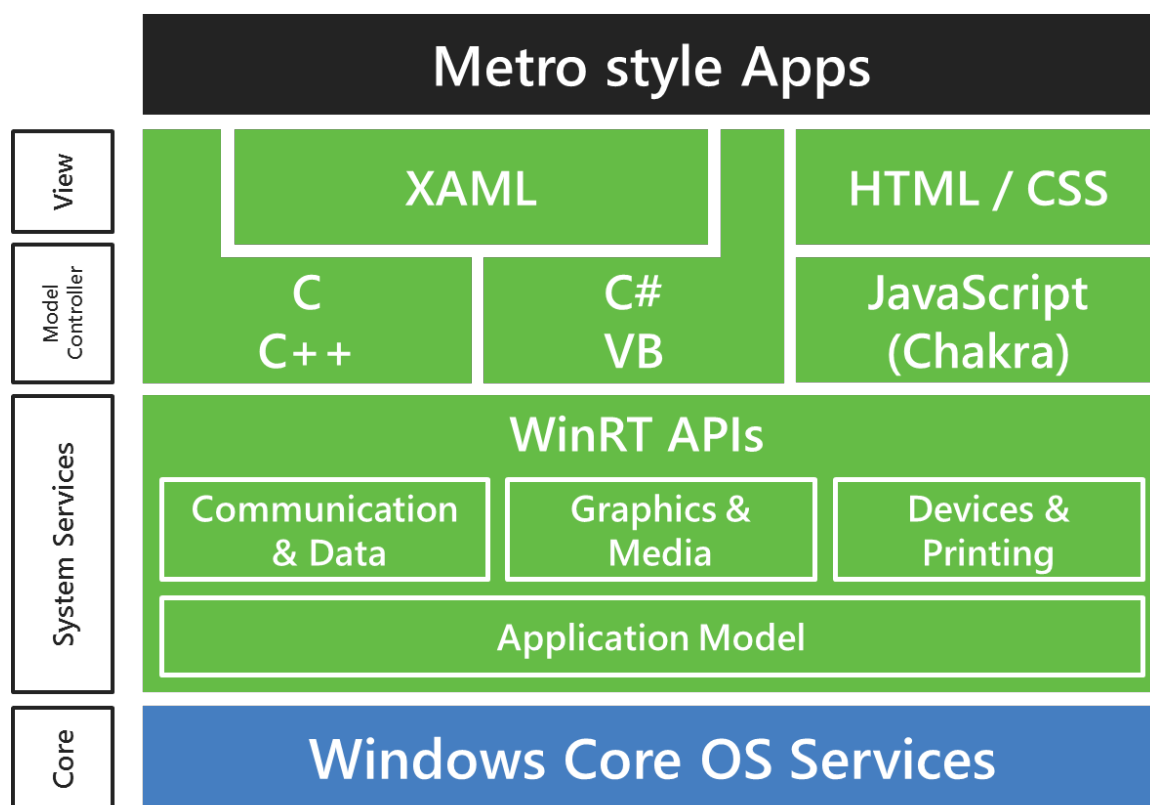 Metro style Apps
View
XAML
HTML / CSS
Model
Controller
C
C++
C#
VB
JavaScript
(Chakra)
System Services
WinRT APIs
Communication
& Data
Graphics &
Media
Devices &
Printing
Application Model
Core
Windows Core OS Services